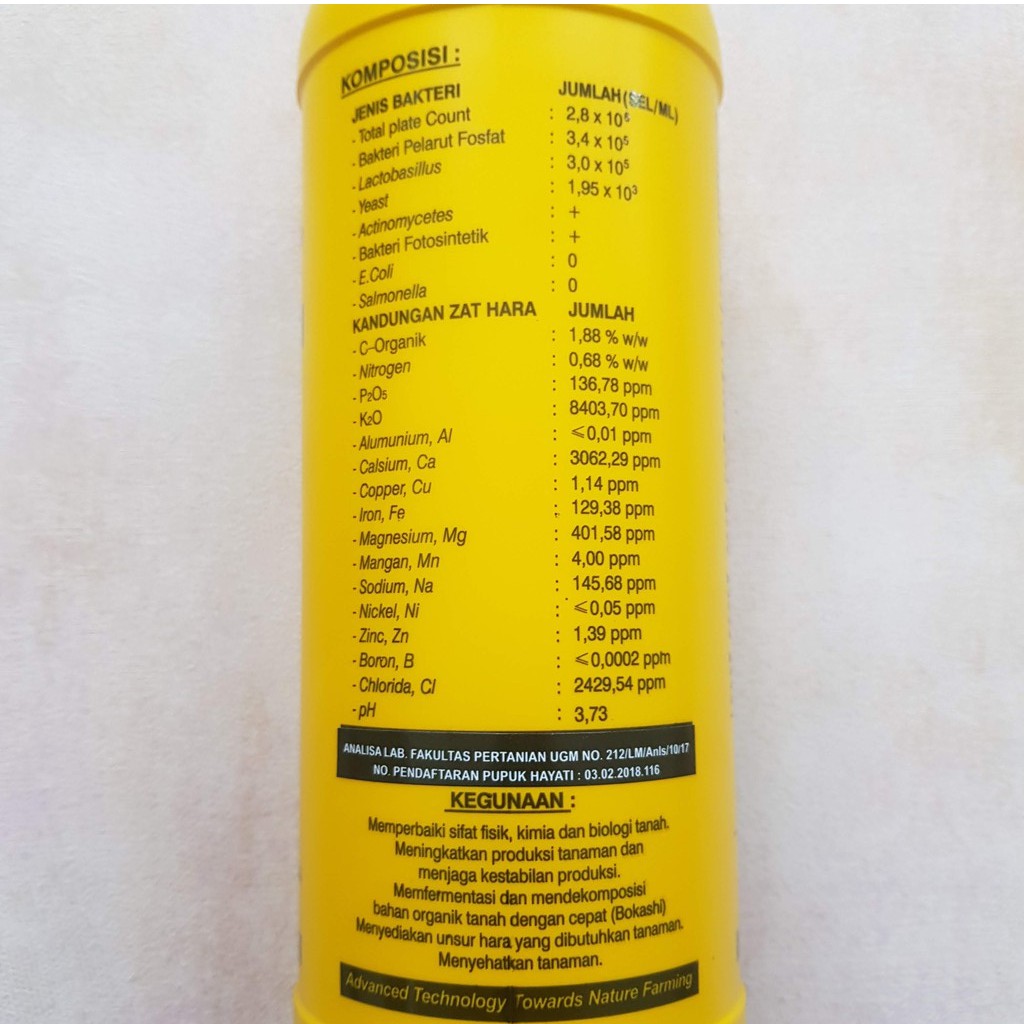 KOMPOSISI :
JENIS BAKTERI JUMLAH (SEL/ML)
- Total plate Count : 2,8 x 10⁶
- Bakteri Pelarut Fosfat : 3,4 x 10⁵
- Lactobasillus : 3,0 x 10⁵
- Yeast : 1,95 x 10³
- Actinomycetes : +
- Bakteri Fotosintetik : +
- E.Coli : 0
- Salmonella : 0
KANDUNGAN ZAT HARA JUMLAH
- C-Organik : 1,88 % w/w
- Nitrogen : 0,68 % w/w
- P₂O₅ : 136,78 ppm
- K₂O : 8403,70 ppm
- Alumunium, Al : ≤0,01 ppm
- Calsium, Ca : 3062,29 ppm
- Copper, Cu : 1,14 ppm
- Iron, Fe : 129,38 ppm
- Magnesium, Mg : 401,58 ppm
- Mangan, Mn : 4,00 ppm
- Sodium, Na : 145,68 ppm
- Nickel, Ni : ≤0,05 ppm
- Zinc, Zn : 1,39 ppm
- Boron, B : ≤0,0002 ppm
- Chlorida, Cl : 2429,54 ppm
- pH : 3,73
ANALISA LAB. FAKULTAS PERTANIAN UGM NO. 212/LM/Anls/10/17
NO. PENDAFTARAN PUPUK HAYATI : 03.02.2018.116
KEGUNAAN :
Memperbaiki sifat fisik, kimia dan biologi tanah.
Meningkatkan produksi tanaman dan
menjaga kestabilan produksi.
Memfermentasi dan mendekomposisi
bahan organik tanah dengan cepat (Bokashi)
Menyediakan unsur hara yang dibutuhkan tanaman.
Menyehatkan tanaman.
Advanced Technology Towards Nature Farming